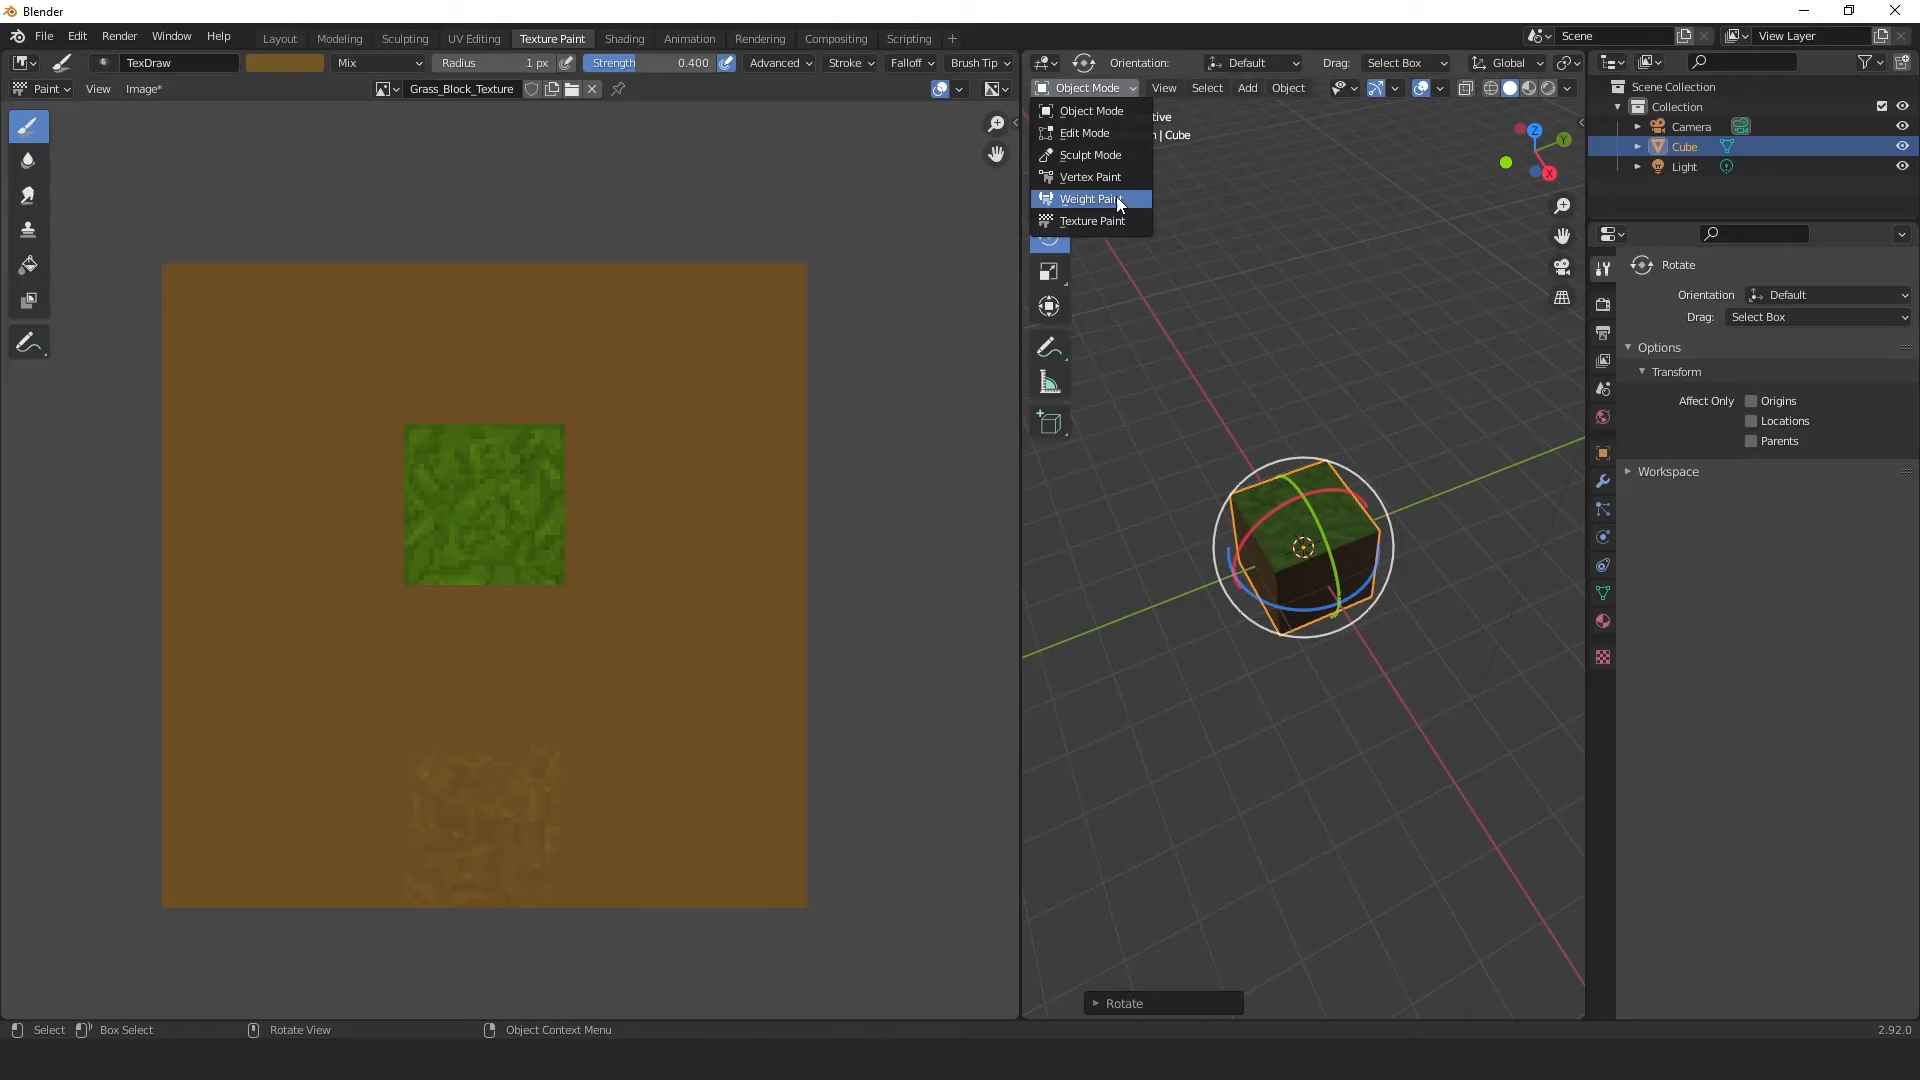 Blender
File Edit Render Window Help Layout Modeling Sculpting UV Editing Texture Paint Shading Animation Rendering Compositing Scripting + Scene View Layer
TexDraw Mix Radius 1 px Strength 0.400 Advanced Stroke Falloff Brush Tip Orientation: Default Drag: Select Box Global
Paint View Image* Grass_Block_Texture Object Mode View Select Add Object
Scene Collection
Collection
Camera
Cube
Light
Object Mode
Edit Mode
Sculpt Mode
Vertex Paint
Weight Paint
Texture Paint
| Cube
Z
Y
X
Rotate
Orientation Default
Drag: Select Box
Options
Transform
Affect Only Origins
Locations
Parents
Workspace
Rotate
Select Box Select Rotate View Object Context Menu 2.92.0